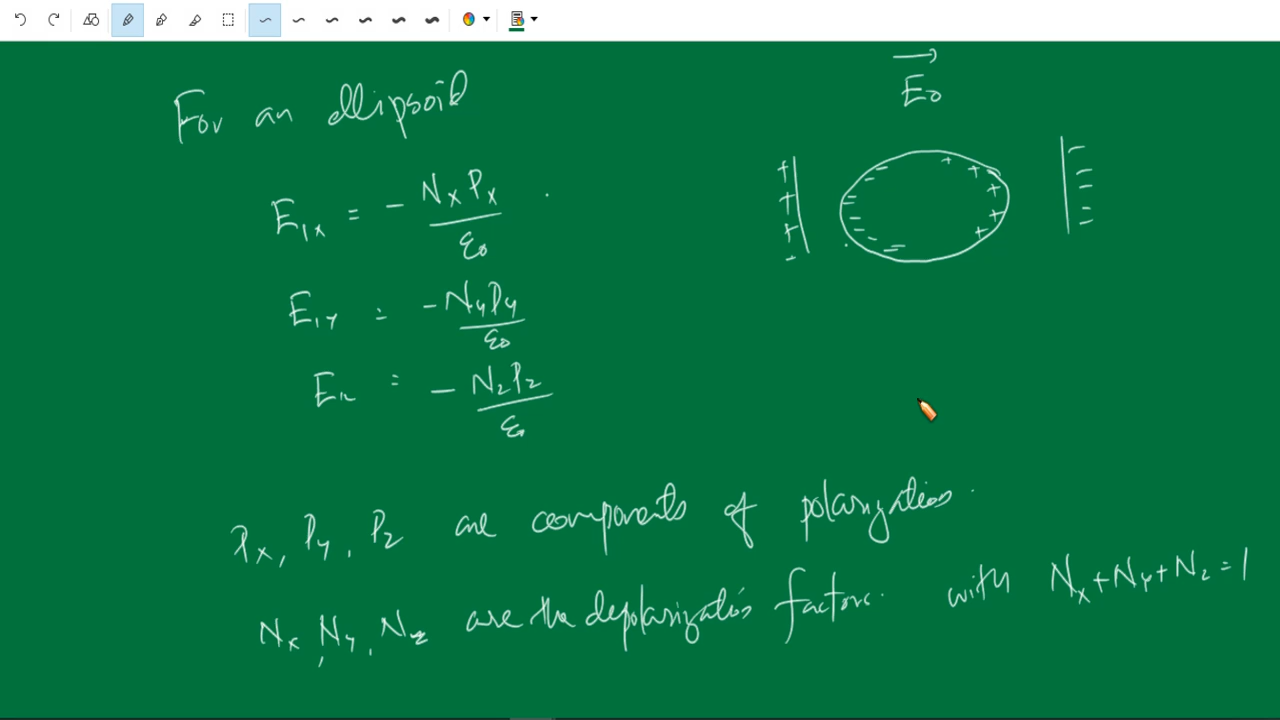 For an ellipsoid
E₀
E₁ₓ = - NₓPₓ / ε₀
E₁y = - NyPy / ε₀
E₁z = - NzPz / ε₀
+ + + -
- - - - - - - -
+ + + + +
- - - - -
Pₓ, Py, Pz are components of polarization.
Nₓ, Ny, Nz are the depolarization factors. with Nₓ+Ny+Nz=1